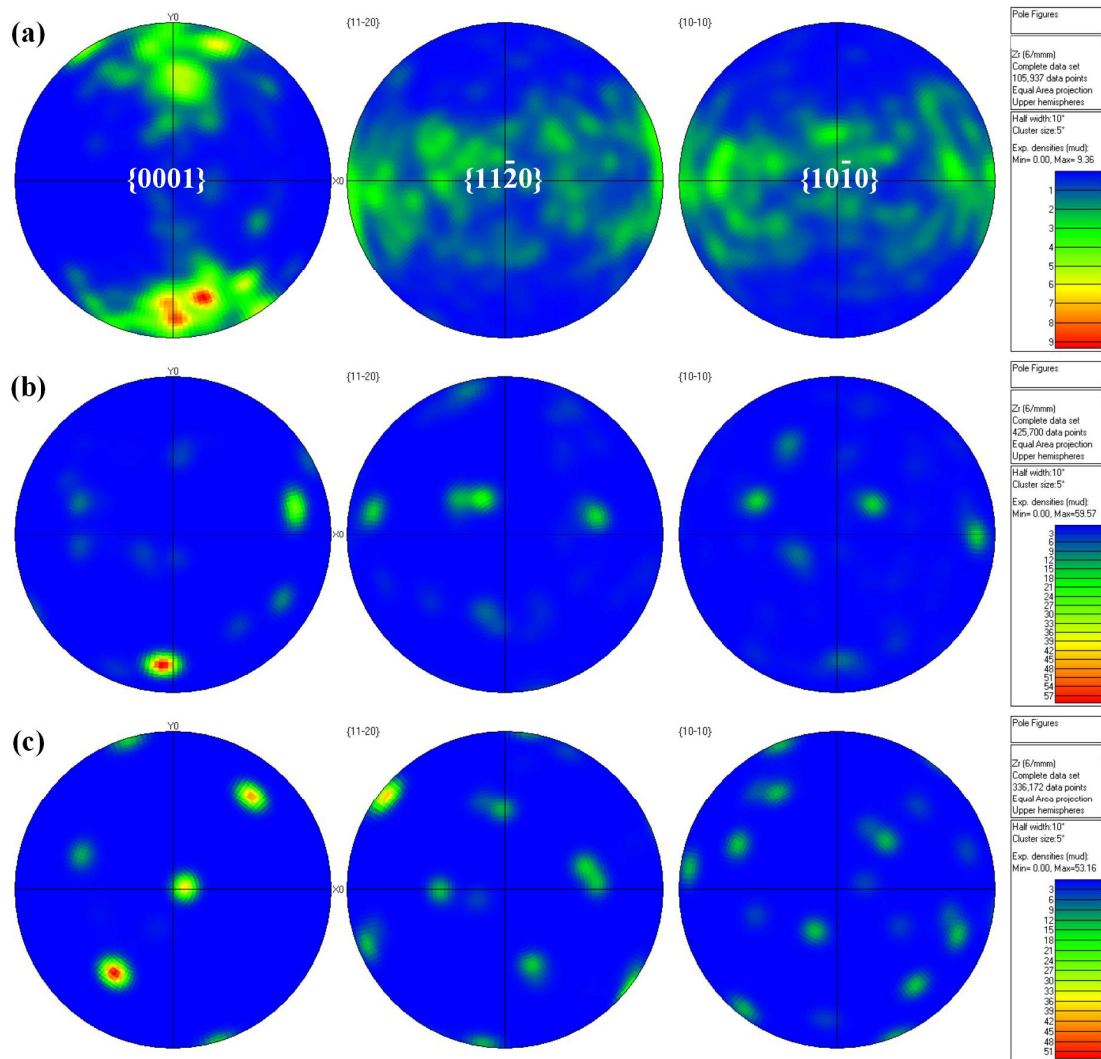 (a)
Y0
{0001}
X0
{11-20}
{112̄0}
{10-10}
{101̄0}
Pole Figures
Zr (6/mmm)
Complete data set
105,937 data points
Equal Area projection
Upper hemispheres
Half width:10°
Cluster size:5°
Exp. densities (mud):
Min= 0.00, Max= 9.36
1
2
3
4
5
6
7
8
9
(b)
Y0
X0
{11-20}
{10-10}
Pole Figures
Zr (6/mmm)
Complete data set
425,700 data points
Equal Area projection
Upper hemispheres
Half width:10°
Cluster size:5°
Exp. densities (mud):
Min= 0.00, Max=59.57
3
6
9
12
15
18
21
24
27
30
33
36
39
42
45
48
51
54
57
(c)
Y0
X0
{11-20}
{10-10}
Pole Figures
Zr (6/mmm)
Complete data set
336,172 data points
Equal Area projection
Upper hemispheres
Half width:10°
Cluster size:5°
Exp. densities (mud):
Min= 0.00, Max=53.16
3
6
9
12
15
18
21
24
27
30
33
36
39
42
45
48
51